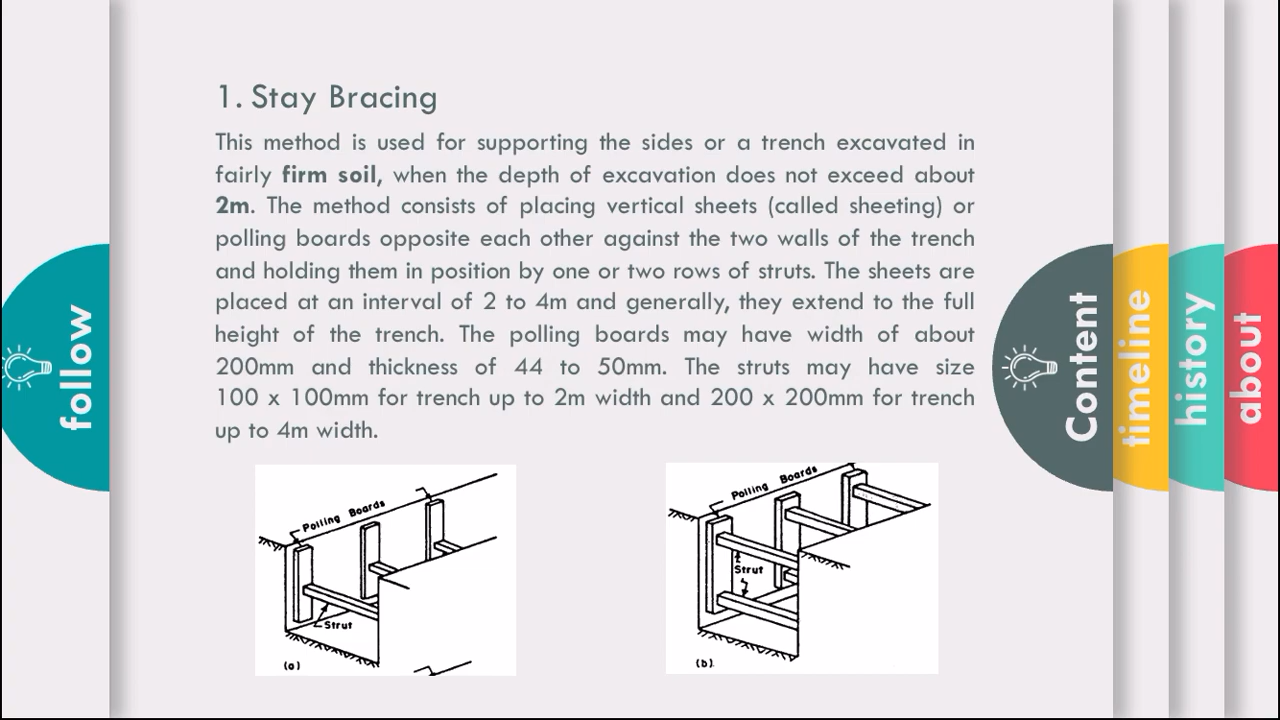 1. Stay Bracing
This method is used for supporting the sides or a trench excavated in
fairly firm soil, when the depth of excavation does not exceed about
2m. The method consists of placing vertical sheets (called sheeting) or
polling boards opposite each other against the two walls of the trench
and holding them in position by one or two rows of struts. The sheets are
placed at an interval of 2 to 4m and generally, they extend to the full
height of the trench. The polling boards may have width of about
200mm and thickness of 44 to 50mm. The struts may have size
100 x 100mm for trench up to 2m width and 200 x 200mm for trench
up to 4m width.
follow
Content
timeline
history
about
Polling Boards
Strut
(a)
Polling Boards
Strut
(b).